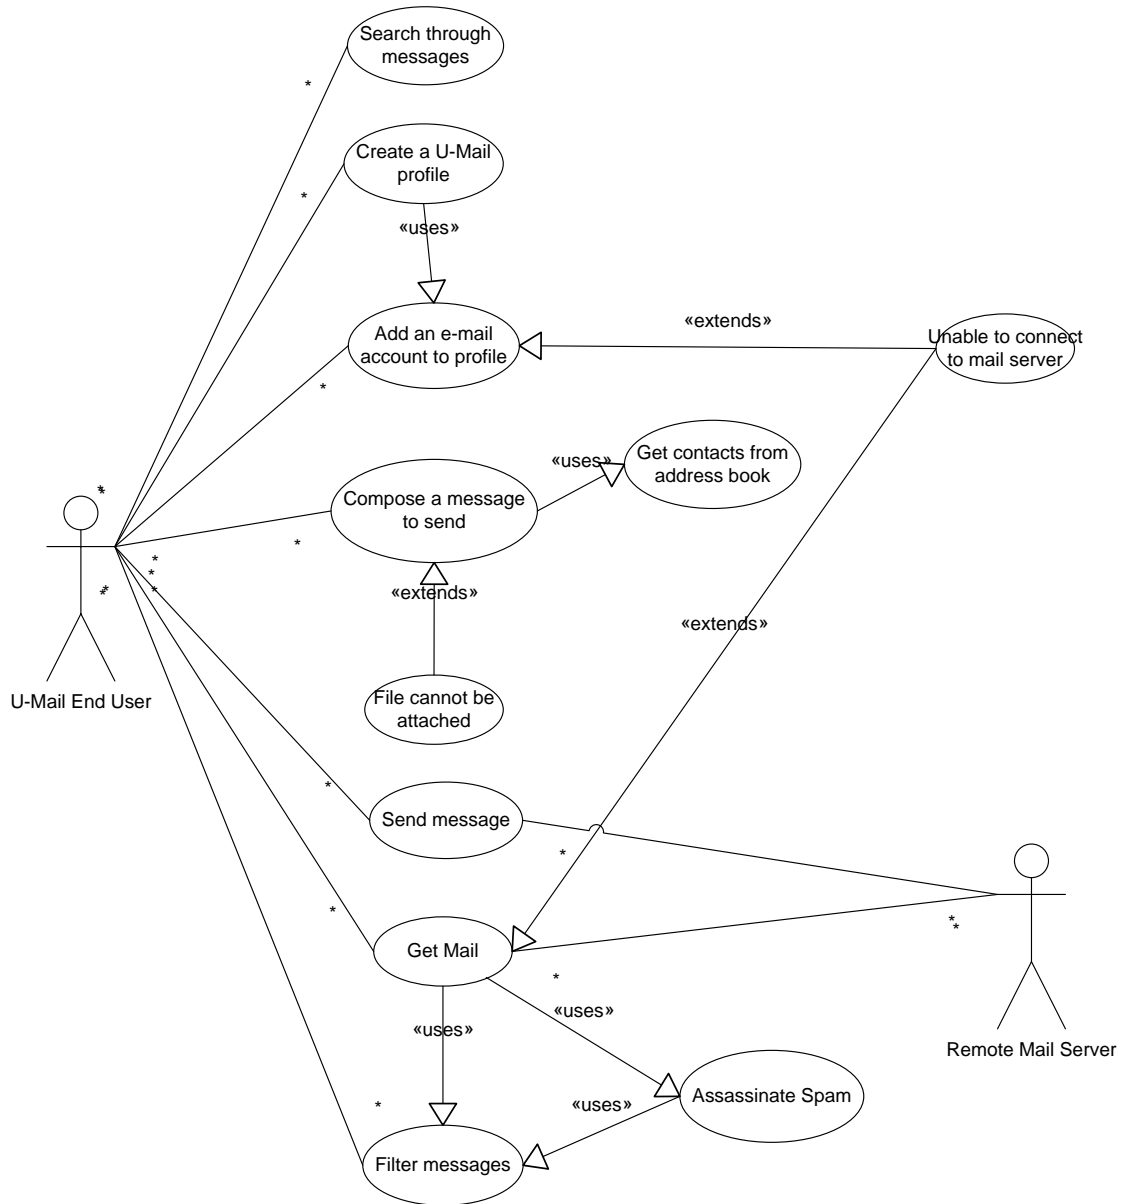 Search through
messages
*
Create a U-Mail
profile
*
«uses»
Add an e-mail
account to profile
*
«extends»
Unable to connect
to mail server
Get contacts from
address book
«uses»
Compose a message
to send
*
*
*
*
*
*
*
*
*
«extends»
«extends»
U-Mail End User
File cannot be
attached
*
Send message
*
*
Get Mail
*
*
*
«uses»
«uses»
Remote Mail Server
Assassinate Spam
«uses»
*
Filter messages